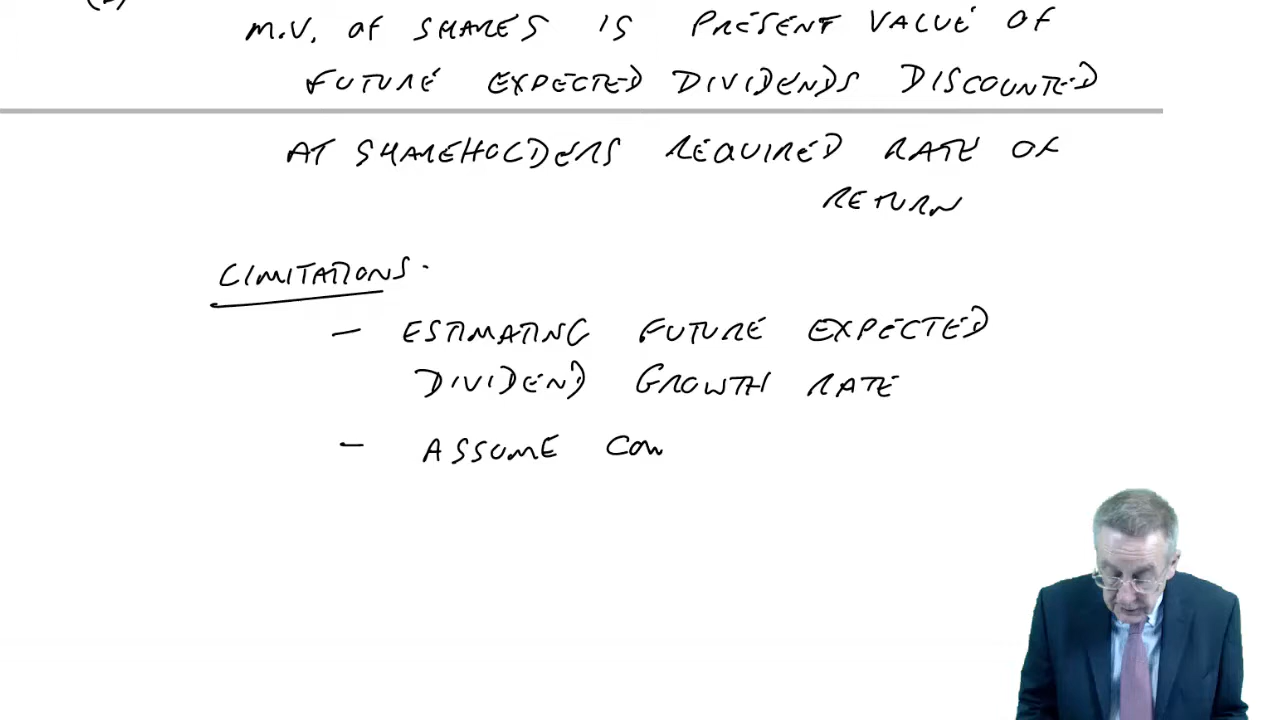 M.V. OF SHARES IS PRESENT VALUE OF
FUTURE EXPECTED DIVIDENDS DISCOUNTED
AT SHAREHOLDERS REQUIRED RATE OF
RETURN
LIMITATIONS.
- ESTIMATING FUTURE EXPECTED
DIVIDEND GROWTH RATE
- ASSUME CON